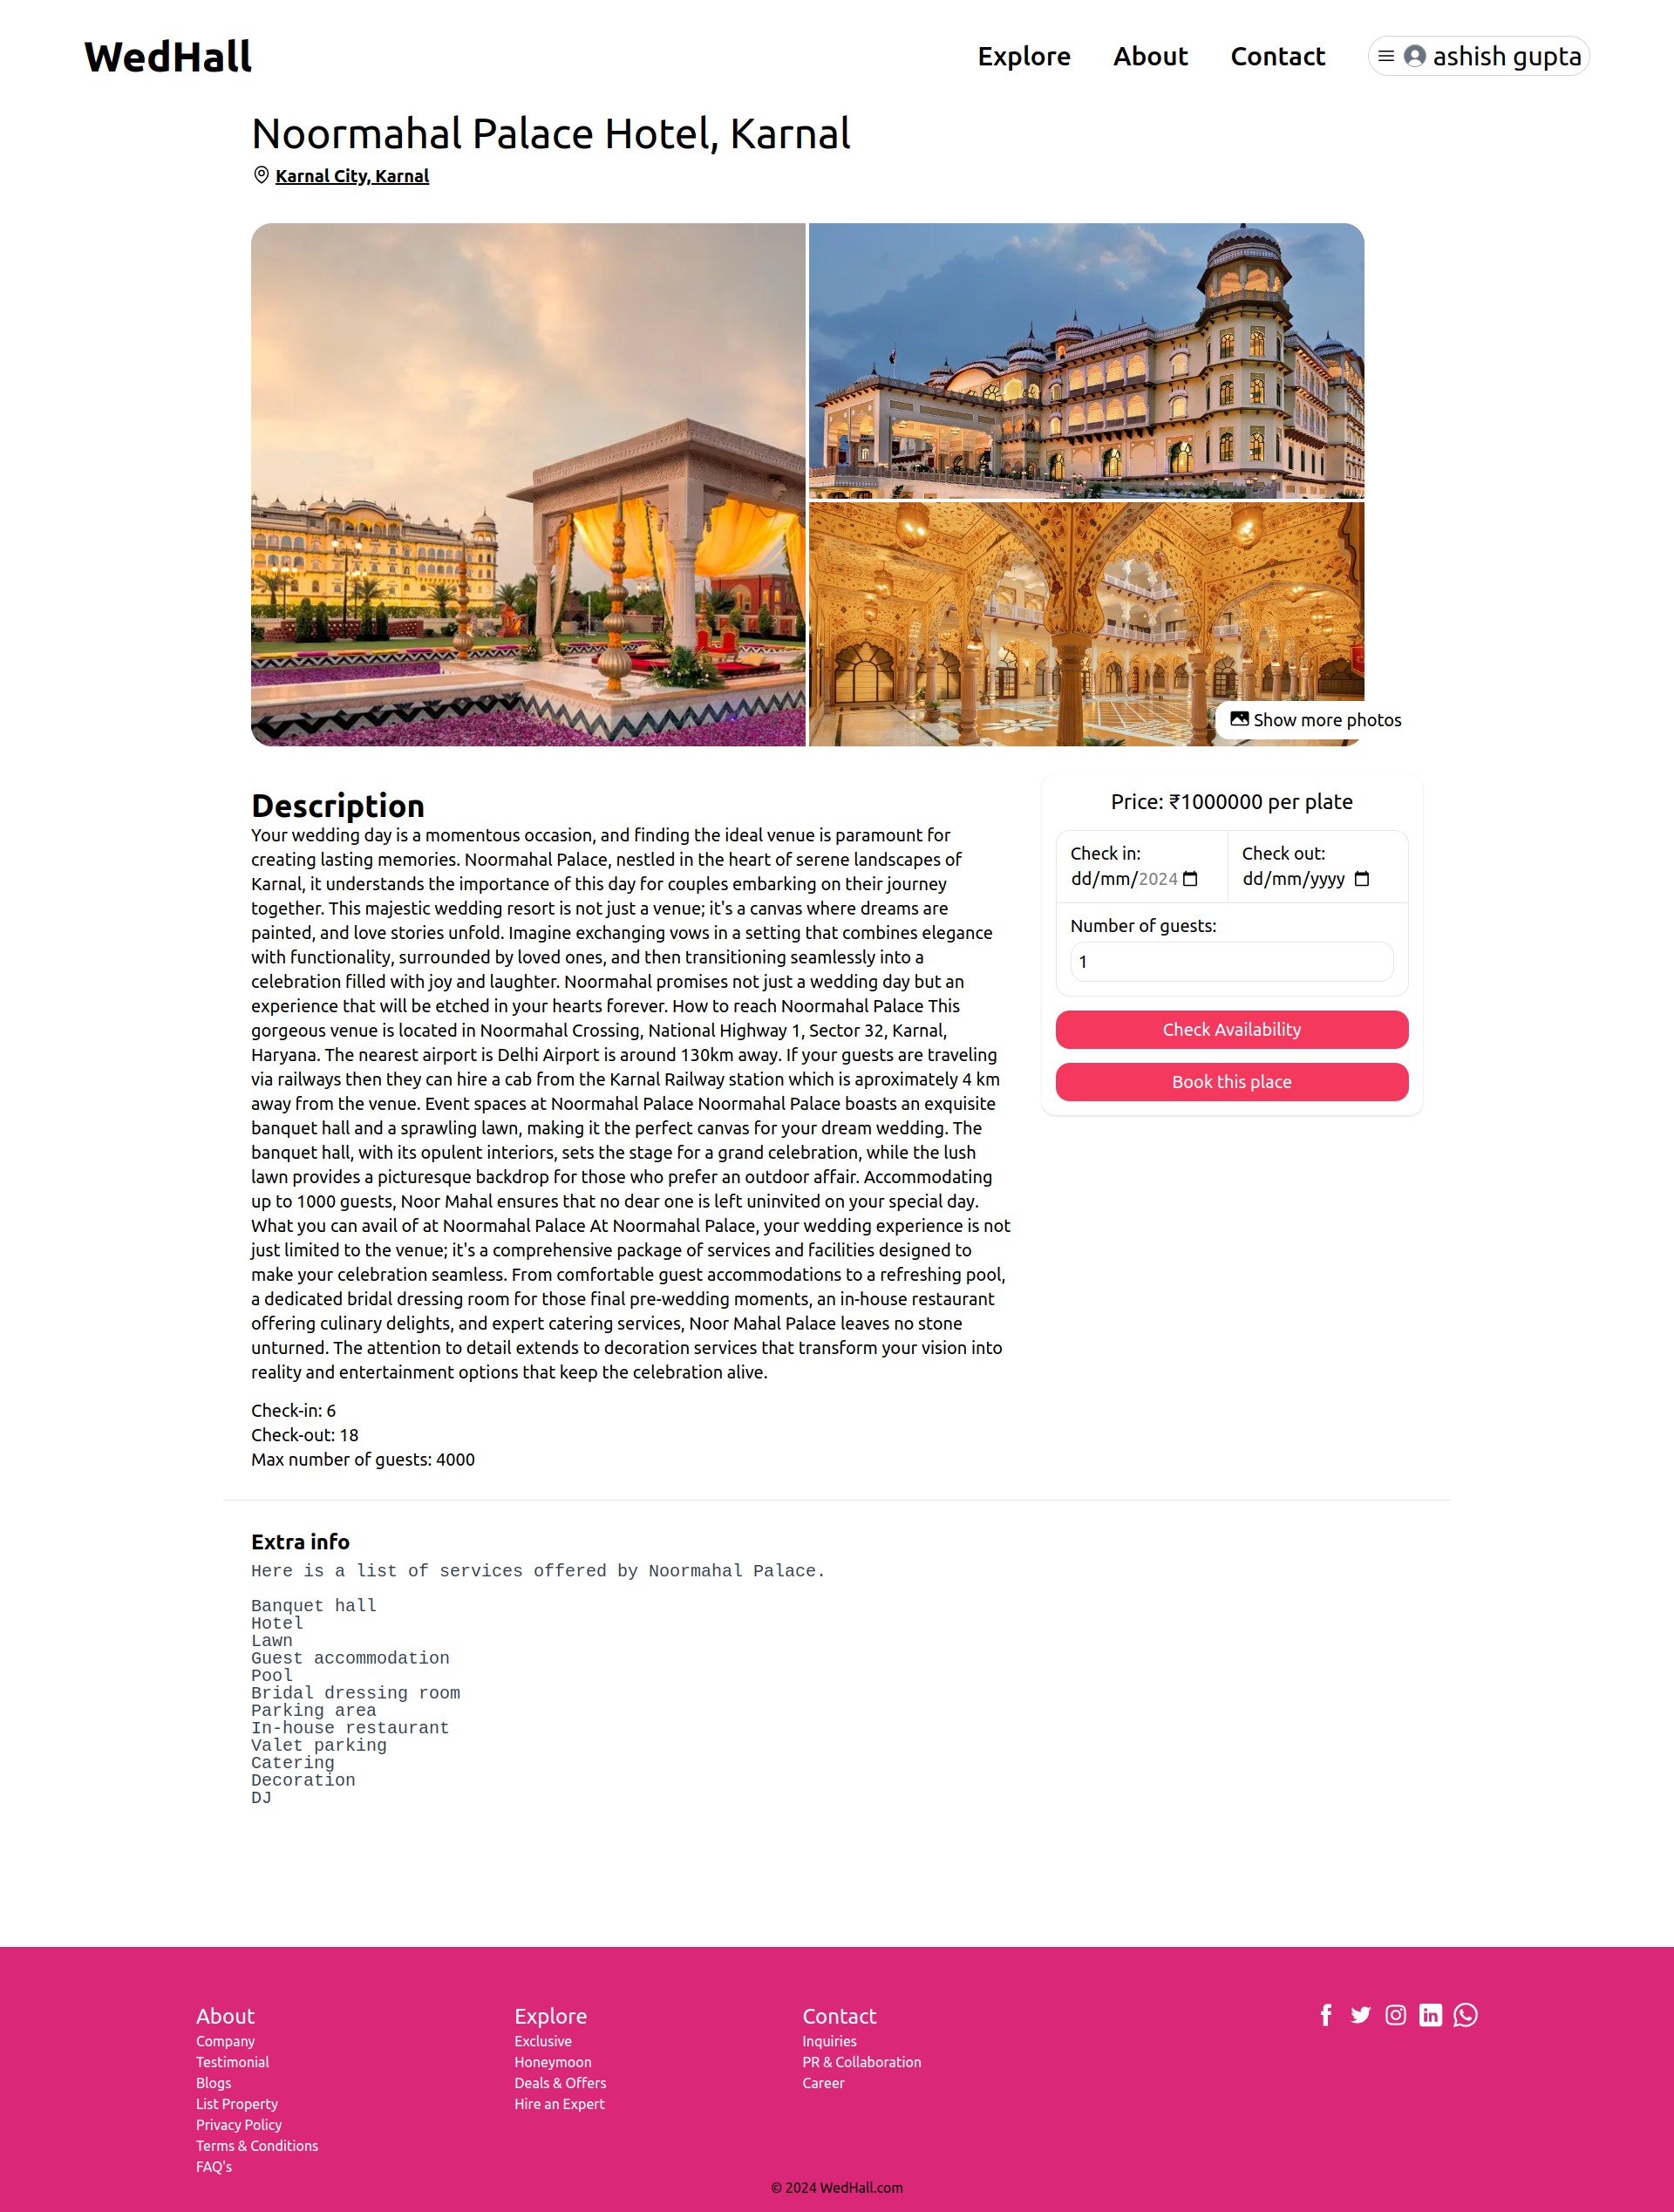 WedHall
Explore
About
Contact
ashish gupta
Noormahal Palace Hotel, Karnal
Karnal City, Karnal
Show more photos
Description
Your wedding day is a momentous occasion, and finding the ideal venue is paramount for
creating lasting memories. Noormahal Palace, nestled in the heart of serene landscapes of
Karnal, it understands the importance of this day for couples embarking on their journey
together. This majestic wedding resort is not just a venue; it's a canvas where dreams are
painted, and love stories unfold. Imagine exchanging vows in a setting that combines elegance
with functionality, surrounded by loved ones, and then transitioning seamlessly into a
celebration filled with joy and laughter. Noormahal promises not just a wedding day but an
experience that will be etched in your hearts forever. How to reach Noormahal Palace This
gorgeous venue is located in Noormahal Crossing, National Highway 1, Sector 32, Karnal,
Haryana. The nearest airport is Delhi Airport is around 130km away. If your guests are traveling
via railways then they can hire a cab from the Karnal Railway station which is aproximately 4 km
away from the venue. Event spaces at Noormahal Palace Noormahal Palace boasts an exquisite
banquet hall and a sprawling lawn, making it the perfect canvas for your dream wedding. The
banquet hall, with its opulent interiors, sets the stage for a grand celebration, while the lush
lawn provides a picturesque backdrop for those who prefer an outdoor affair. Accommodating
up to 1000 guests, Noor Mahal ensures that no dear one is left uninvited on your special day.
What you can avail of at Noormahal Palace At Noormahal Palace, your wedding experience is not
just limited to the venue; it's a comprehensive package of services and facilities designed to
make your celebration seamless. From comfortable guest accommodations to a refreshing pool,
a dedicated bridal dressing room for those final pre-wedding moments, an in-house restaurant
offering culinary delights, and expert catering services, Noor Mahal Palace leaves no stone
unturned. The attention to detail extends to decoration services that transform your vision into
reality and entertainment options that keep the celebration alive.
Check-in: 6
Check-out: 18
Max number of guests: 4000
Price: ₹1000000 per plate
Check in:
dd/mm/2024
Check out:
dd/mm/yyyy
Number of guests:
1
Check Availability
Book this place
Extra info
Here is a list of services offered by Noormahal Palace.
Banquet hall
Hotel
Lawn
Guest accommodation
Pool
Bridal dressing room
Parking area
In-house restaurant
Valet parking
Catering
Decoration
DJ
About
Company
Testimonial
Blogs
List Property
Privacy Policy
Terms & Conditions
FAQ's
Explore
Exclusive
Honeymoon
Deals & Offers
Hire an Expert
Contact
Inquiries
PR & Collaboration
Career
© 2024 WedHall.com